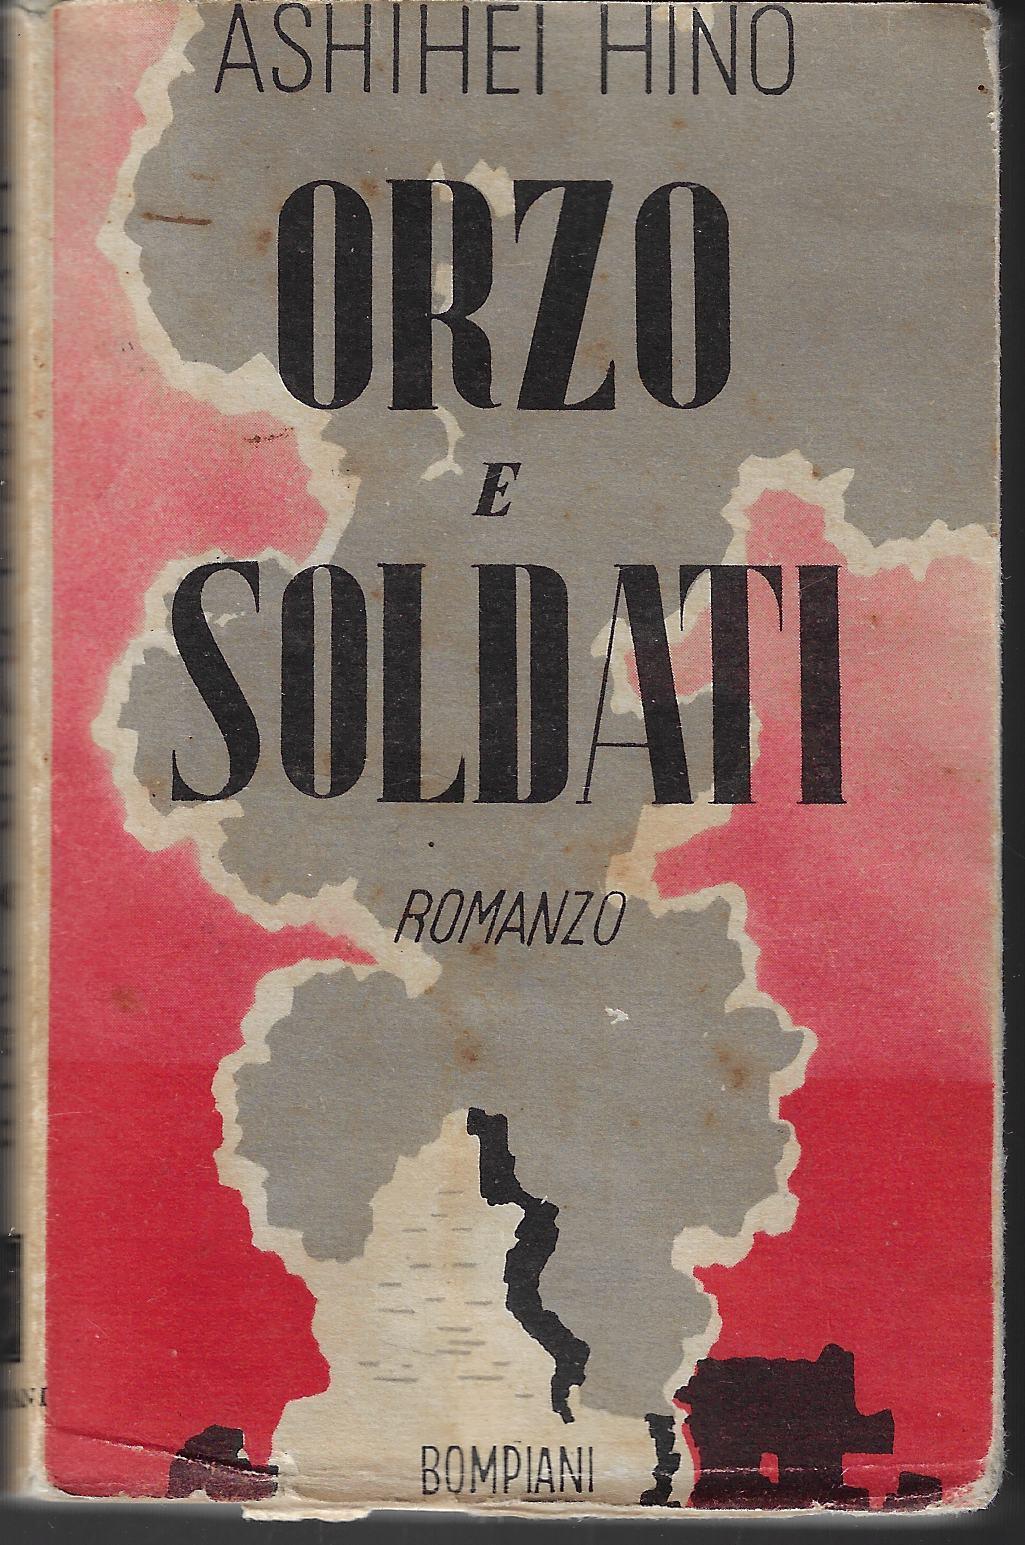 ASHIHEI HINO
ORZO
E
SOLDATI
ROMANZO
BOMPIANI